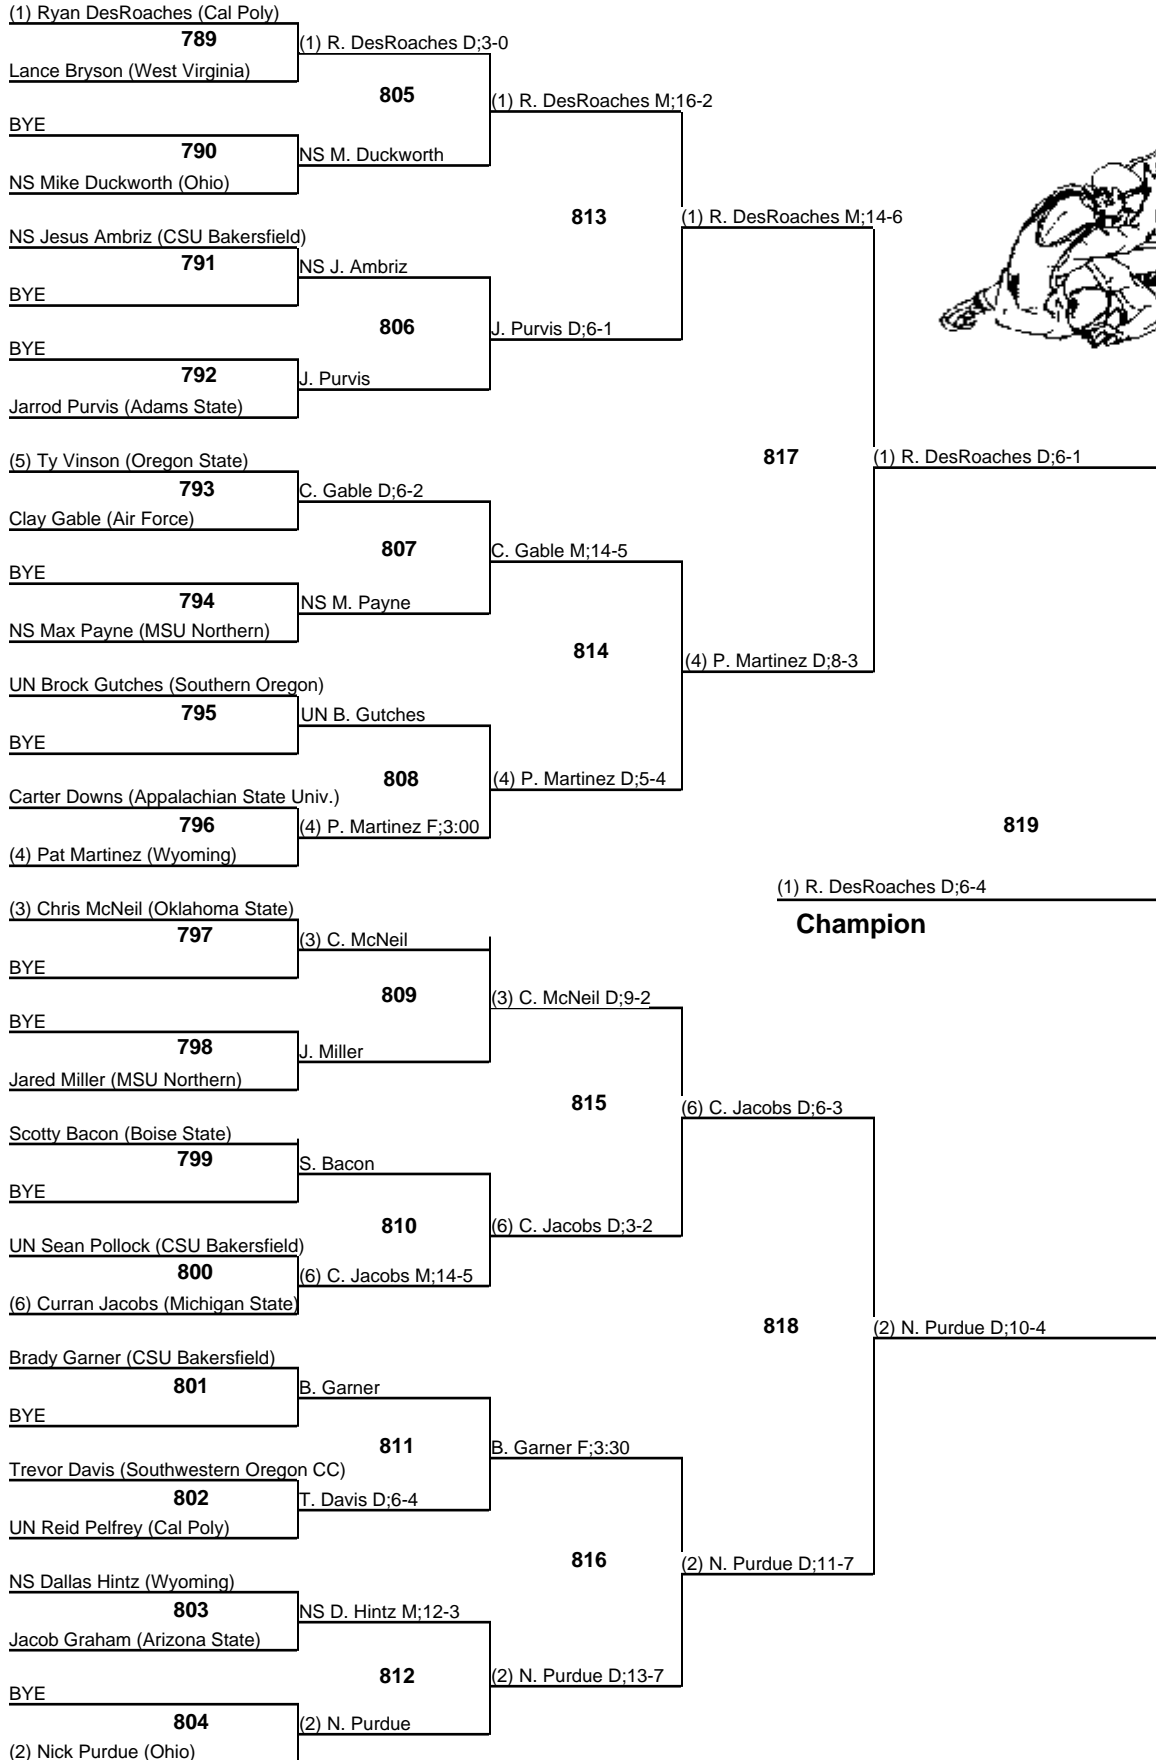 (1) Ryan DesRoaches (Cal Poly)
789
(1) R. DesRoaches D;3-0
Lance Bryson (West Virginia)
805
(1) R. DesRoaches M;16-2
BYE
790
NS M. Duckworth
NS Mike Duckworth (Ohio)
813
(1) R. DesRoaches M;14-6
NS Jesus Ambriz (CSU Bakersfield)
791
NS J. Ambriz
BYE
806
J. Purvis D;6-1
BYE
792
J. Purvis
Jarrod Purvis (Adams State)
817
(1) R. DesRoaches D;6-1
(5) Ty Vinson (Oregon State)
793
C. Gable D;6-2
Clay Gable (Air Force)
807
C. Gable M;14-5
BYE
794
NS M. Payne
NS Max Payne (MSU Northern)
814
(4) P. Martinez D;8-3
UN Brock Gutches (Southern Oregon)
795
UN B. Gutches
BYE
808
(4) P. Martinez D;5-4
Carter Downs (Appalachian State Univ.)
796
(4) P. Martinez F;3:00
(4) Pat Martinez (Wyoming)
819
(1) R. DesRoaches D;6-4
Champion
(3) Chris McNeil (Oklahoma State)
797
(3) C. McNeil
BYE
809
(3) C. McNeil D;9-2
BYE
798
J. Miller
Jared Miller (MSU Northern)
815
(6) C. Jacobs D;6-3
Scotty Bacon (Boise State)
799
S. Bacon
BYE
810
(6) C. Jacobs D;3-2
UN Sean Pollock (CSU Bakersfield)
800
(6) C. Jacobs M;14-5
(6) Curran Jacobs (Michigan State)
818
(2) N. Purdue D;10-4
Brady Garner (CSU Bakersfield)
801
B. Garner
BYE
811
B. Garner F;3:30
Trevor Davis (Southwestern Oregon CC)
802
T. Davis D;6-4
UN Reid Pelfrey (Cal Poly)
816
(2) N. Purdue D;11-7
NS Dallas Hintz (Wyoming)
803
NS D. Hintz M;12-3
Jacob Graham (Arizona State)
812
(2) N. Purdue D;13-7
BYE
804
(2) N. Purdue
(2) Nick Purdue (Ohio)